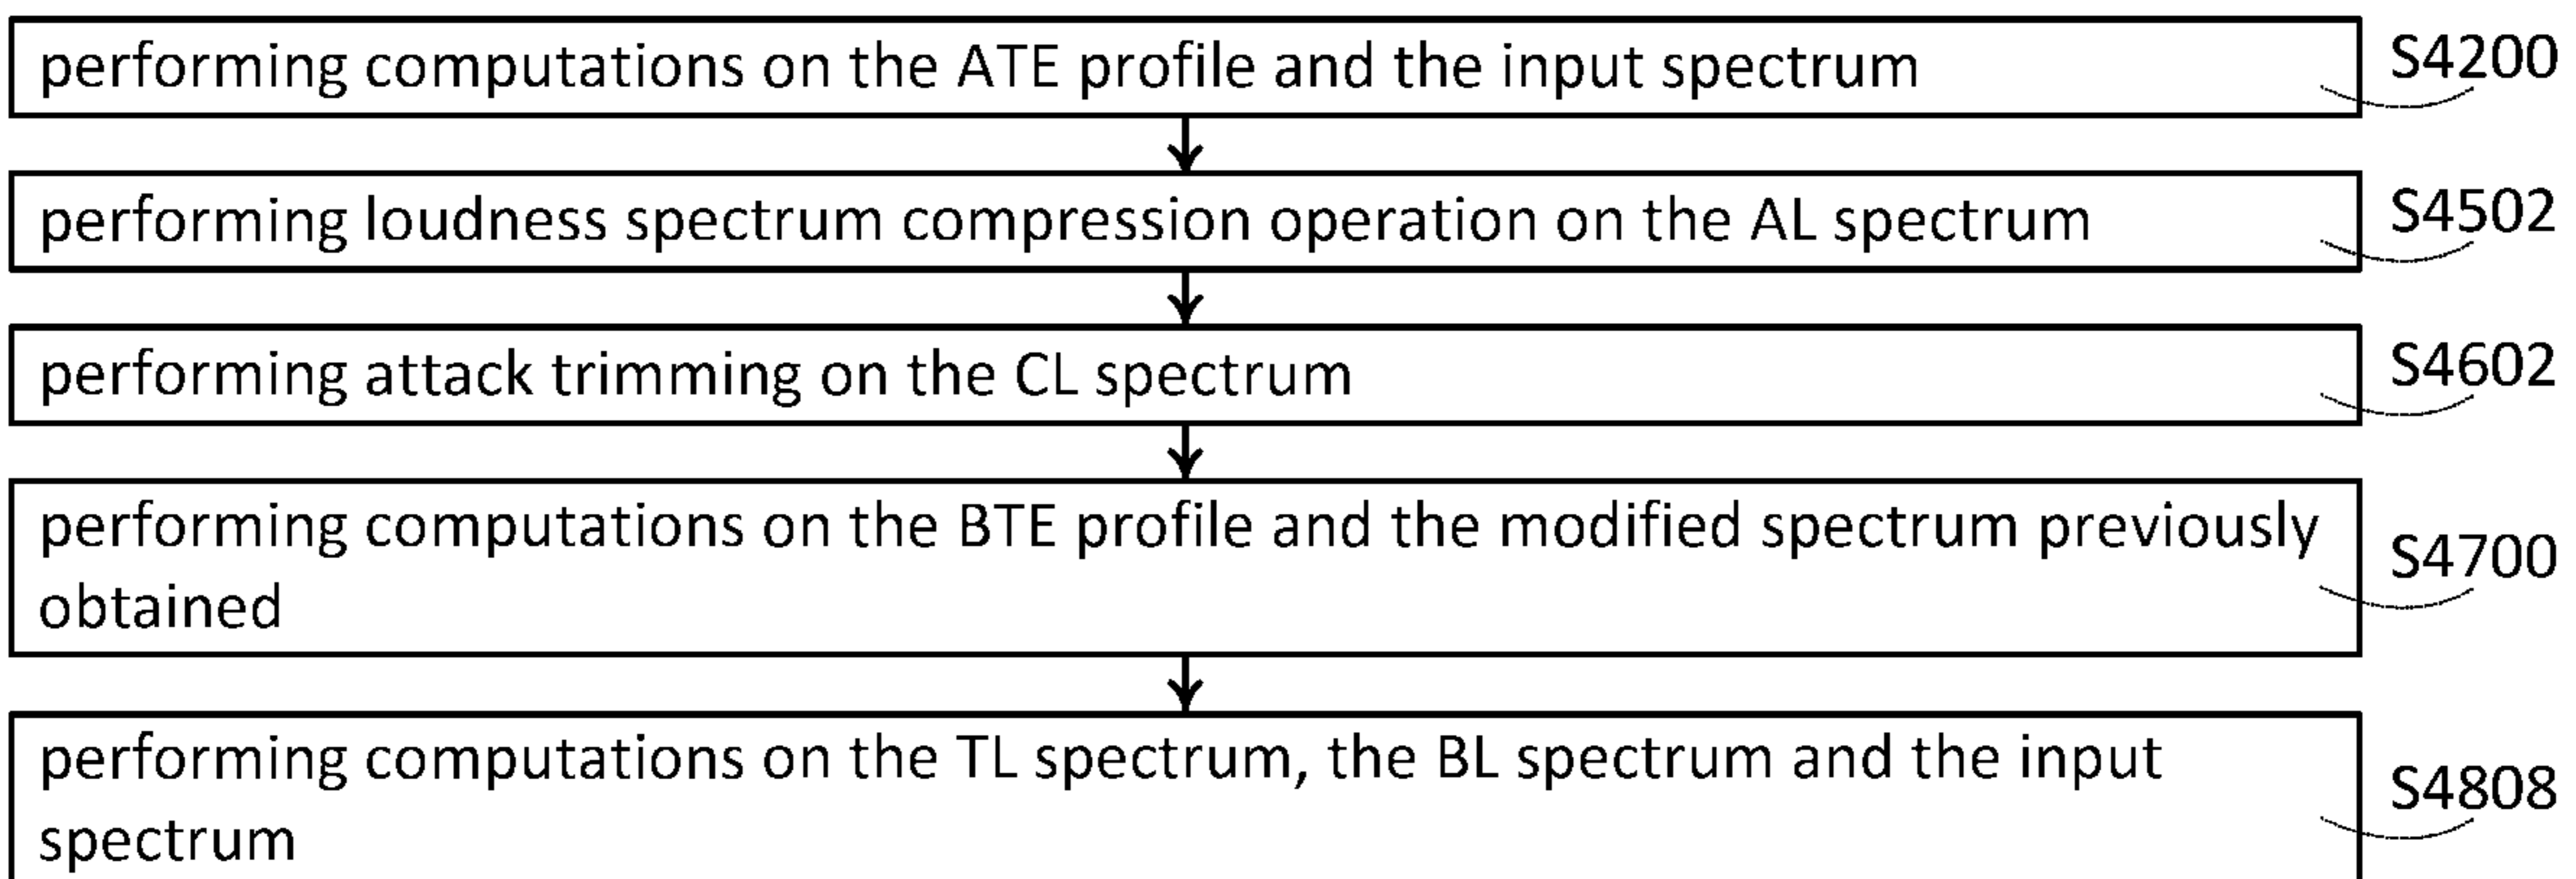 performing computations on the ATE profile and the input spectrum S4200
performing loudness spectrum compression operation on the AL spectrum S4502
performing attack trimming on the CL spectrum S4602
performing computations on the BTE profile and the modified spectrum previously
obtained
S4700
performing computations on the TL spectrum, the BL spectrum and the input
spectrum
S4808